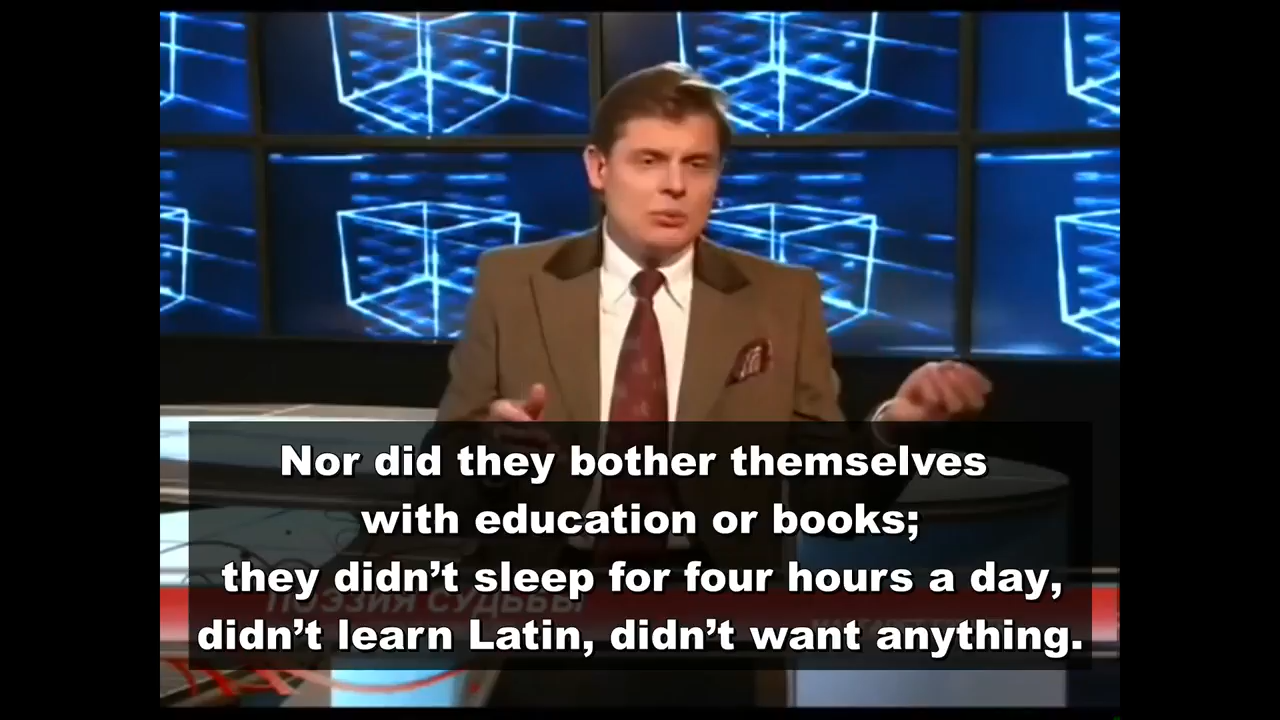 Nor did they bother themselves
with education or books;
they didn’t sleep for four hours a day,
didn’t learn Latin, didn’t want anything.
ПОЭЗИЯ СУДЬБЫ